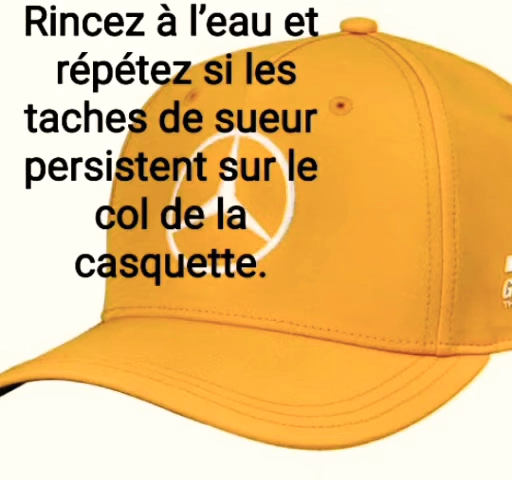 Rincez à l’eau et
répétez si les
taches de sueur
persistent sur le
col de la
casquette.